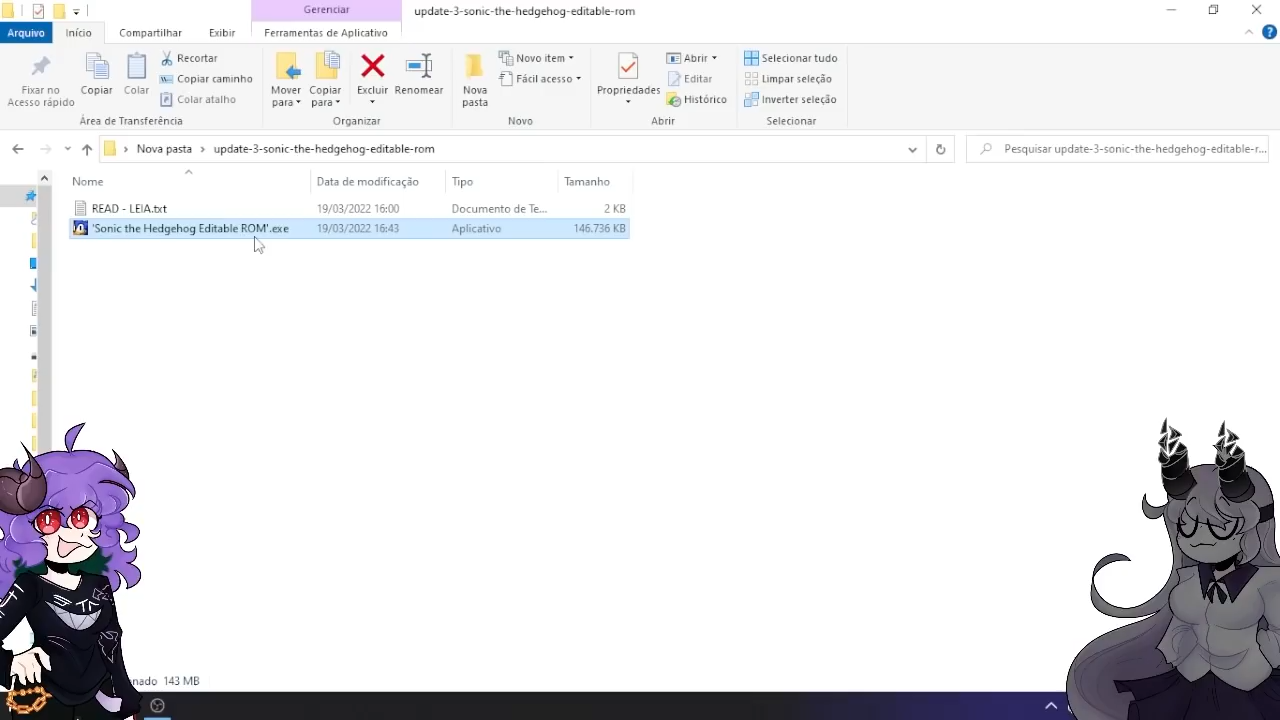 Gerenciar
update-3-sonic-the-hedgehog-editable-rom
Arquivo
Início
Compartilhar
Exibir
Ferramentas de Aplicativo
Fixar no
Acesso rápido
Copiar
Colar
Recortar
Copiar caminho
Colar atalho
Área de Transferência
Mover
para
Copiar
para
Excluir
Renomear
Organizar
Nova
pasta
Novo item
Fácil acesso
Novo
Propriedades
Abrir
Editar
Histórico
Abrir
Selecionar tudo
Limpar seleção
Inverter seleção
Selecionar
Nova pasta > update-3-sonic-the-hedgehog-editable-rom
Pesquisar update-3-sonic-the-hedgehog-editable-r...
Nome Data de modificação Tipo Tamanho
READ - LEIA.txt 19/03/2022 16:00 Documento de Te... 2 KB
'Sonic the Hedgehog Editable ROM'.exe 19/03/2022 16:43 Aplicativo 146.736 KB
143 MB